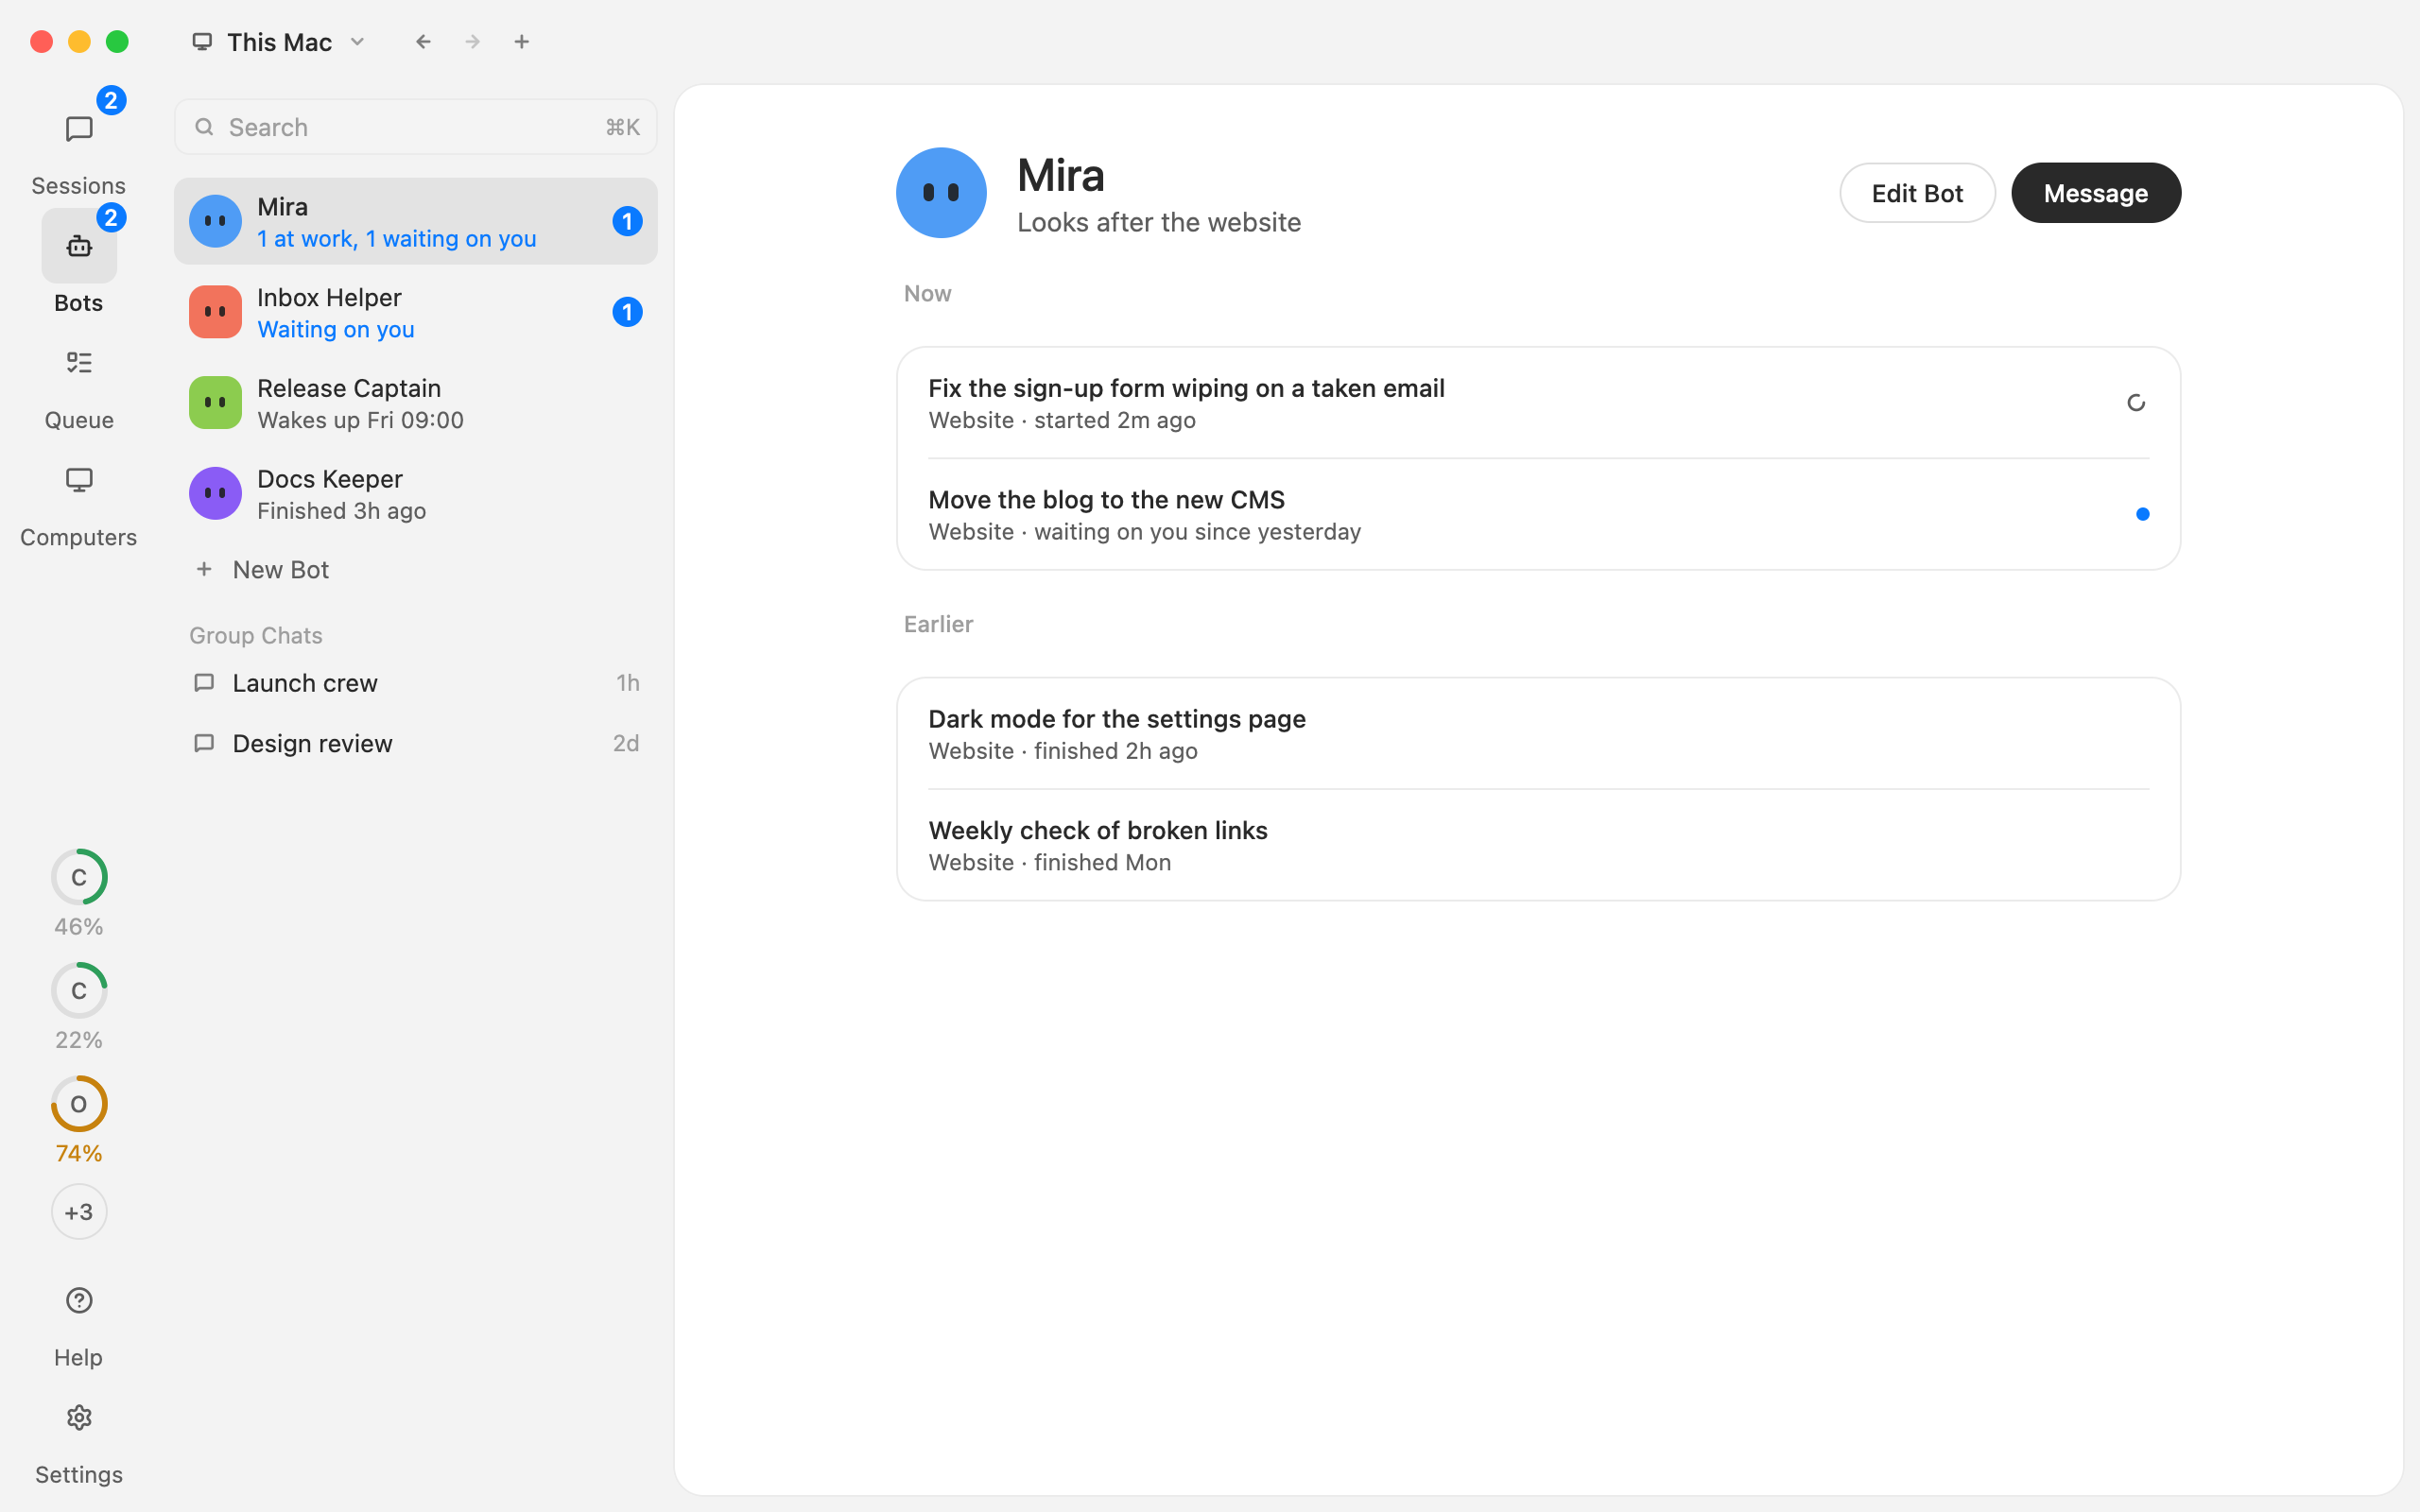 This Mac
2
Sessions
2
Bots
Queue
Computers
C
46%
C
22%
O
74%
+3
Help
Settings
Search ⌘K
Mira
1 at work, 1 waiting on you
1
Inbox Helper
Waiting on you
1
Release Captain
Wakes up Fri 09:00
Docs Keeper
Finished 3h ago
+ New Bot
Group Chats
Launch crew 1h
Design review 2d
Mira
Looks after the website
Edit Bot
Message
Now
Fix the sign-up form wiping on a taken email
Website · started 2m ago
Move the blog to the new CMS
Website · waiting on you since yesterday
Earlier
Dark mode for the settings page
Website · finished 2h ago
Weekly check of broken links
Website · finished Mon